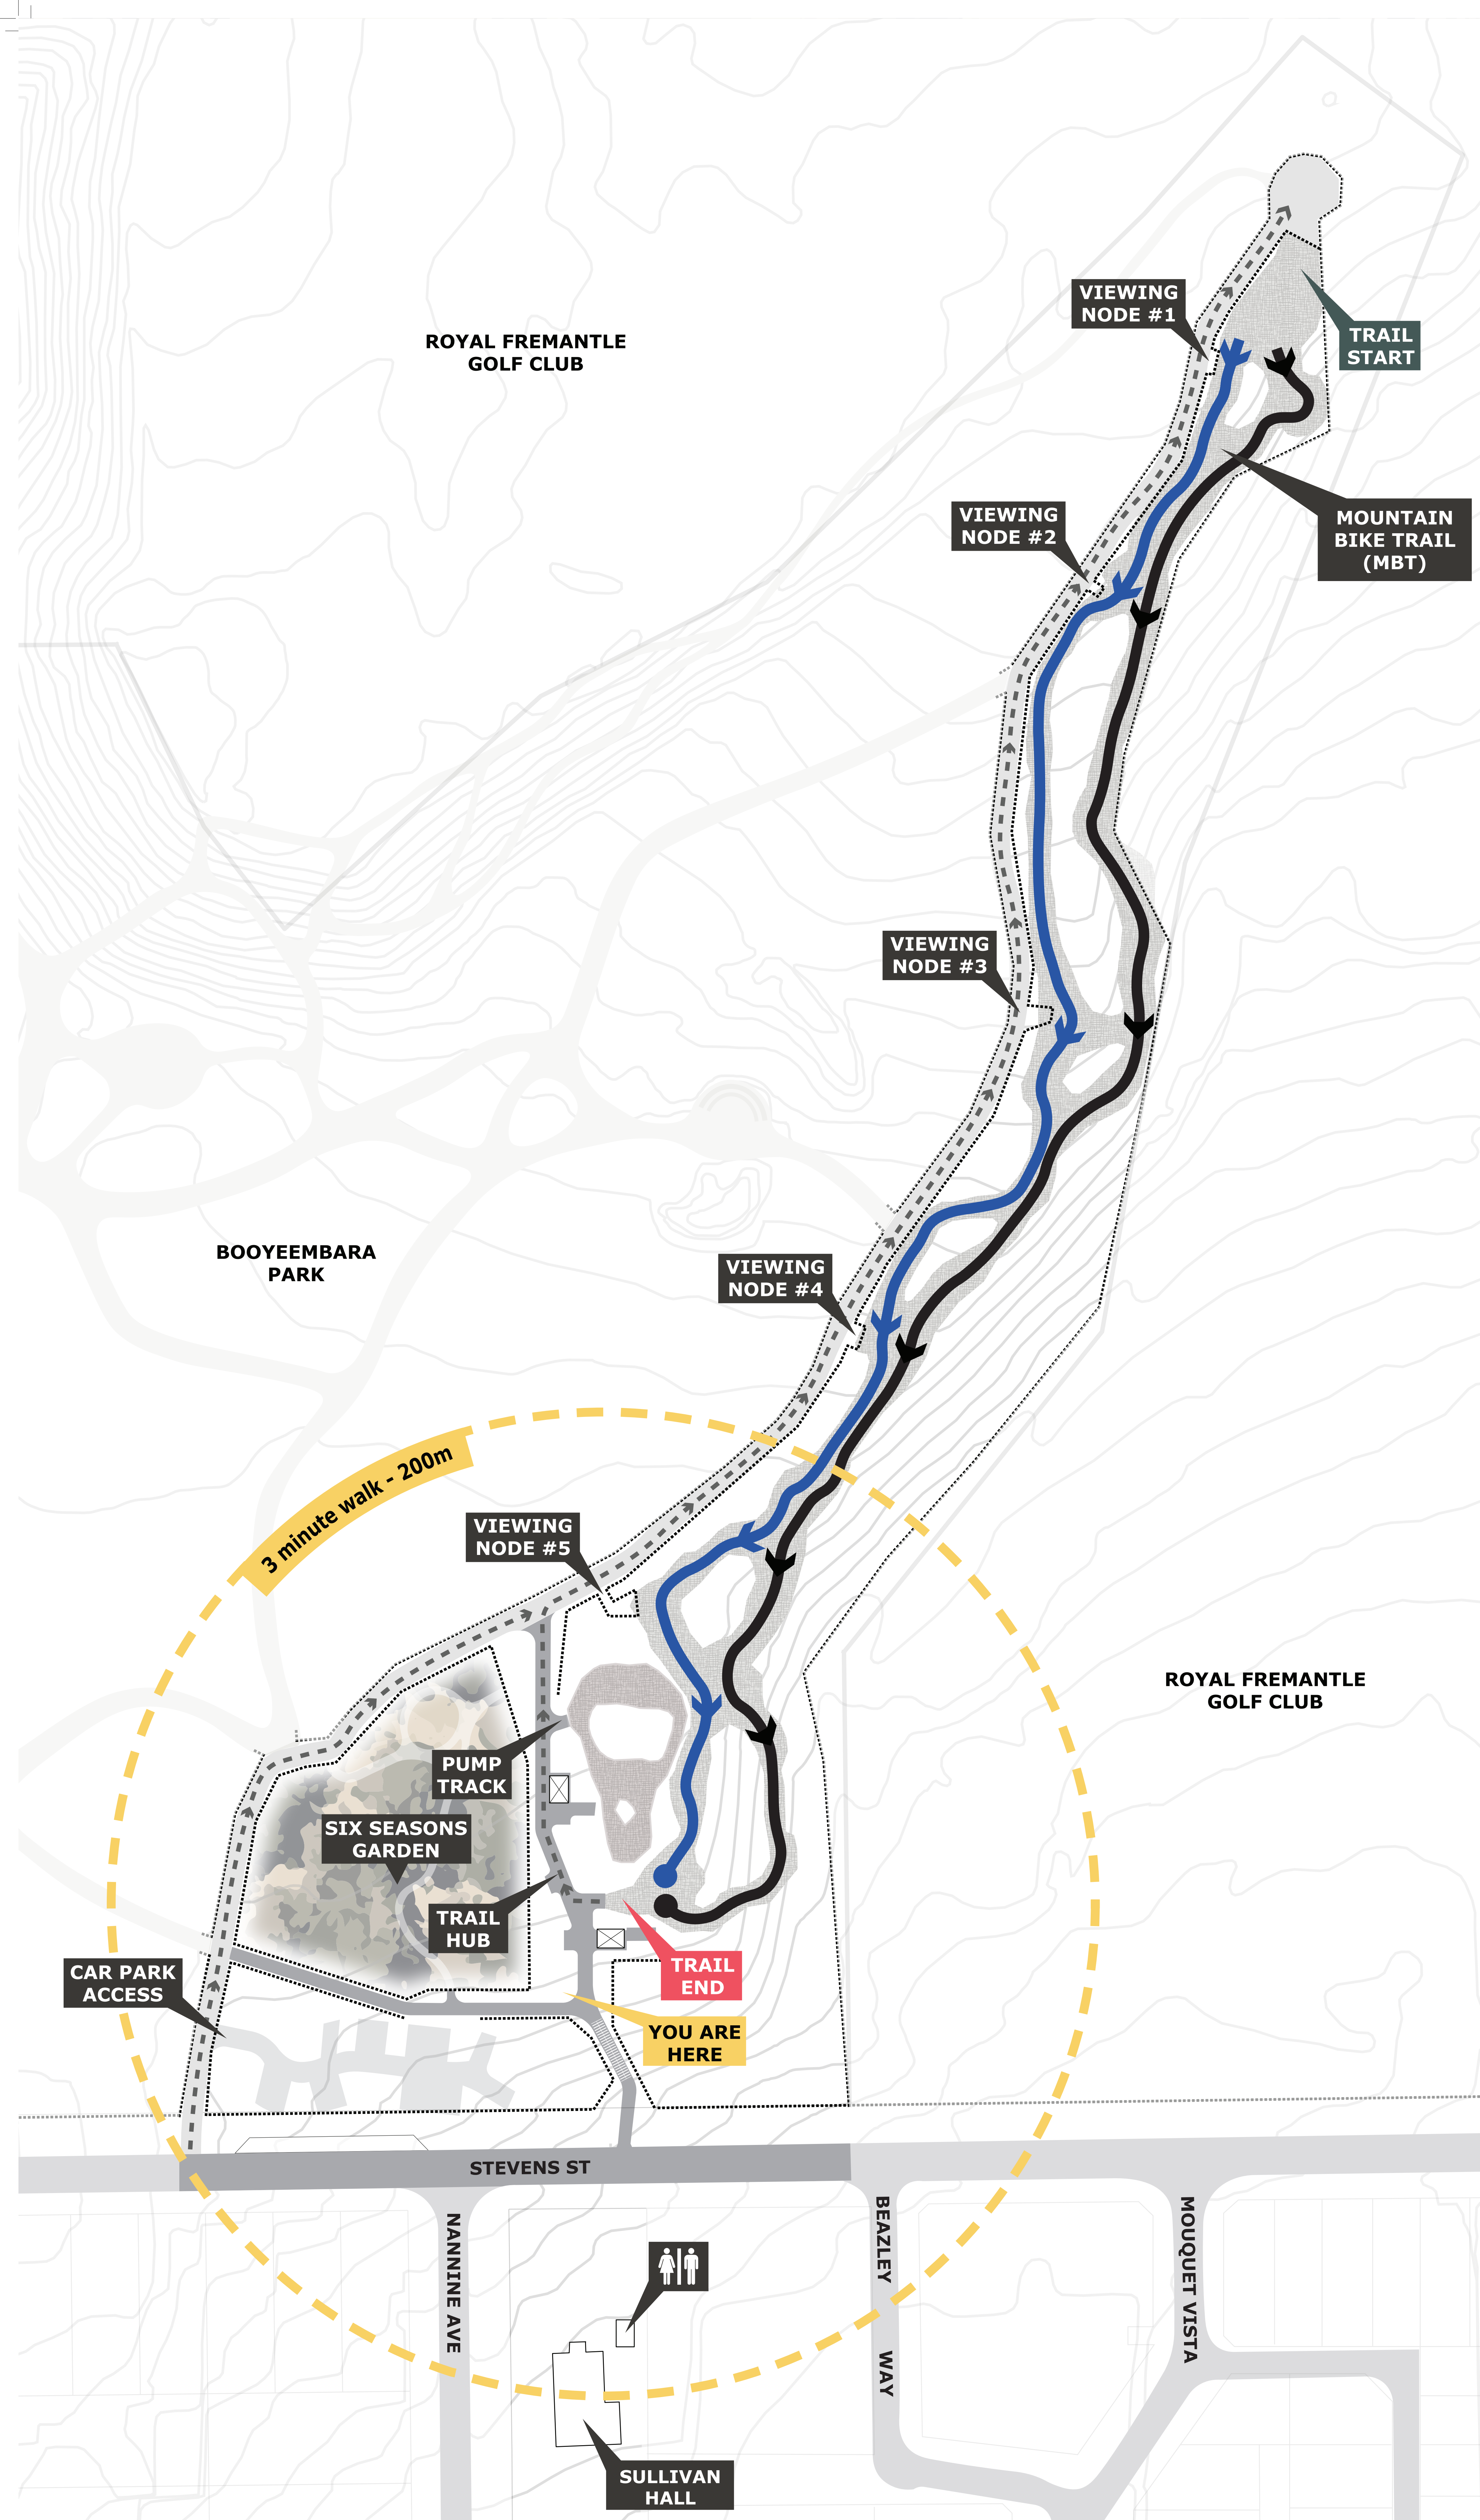 VIEWING
NODE #1
ROYAL FREMANTLE
GOLF CLUB
TRAIL
START
VIEWING
NODE #2
MOUNTAIN
BIKE TRAIL
(MBT)
VIEWING
NODE #3
BOOYEEMBARA
PARK
VIEWING
NODE #4
3 minute walk - 200m
VIEWING
NODE #5
ROYAL FREMANTLE
GOLF CLUB
PUMP
TRACK
SIX SEASONS
GARDEN
TRAIL
HUB
CAR PARK
ACCESS
TRAIL
END
YOU ARE
HERE
STEVENS ST
NANNINE AVE
BEAZLEY WAY
MOUQUET VISTA
SULLIVAN
HALL